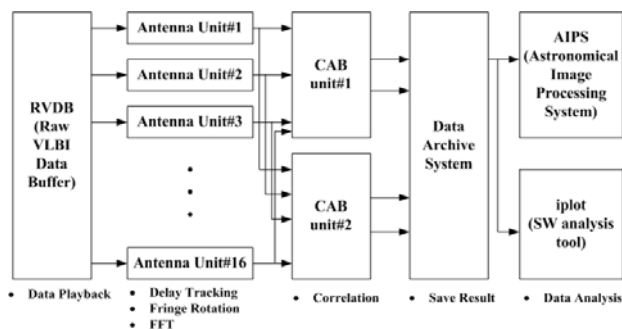 RVDB
(Raw
VLBI
Data
Buffer)
Antenna Unit#1
Antenna Unit#2
Antenna Unit#3
Antenna Unit#16
CAB
unit#1
CAB
unit#2
Data
Archive
System
AIPS
(Astronomical
Image
Processing
System)
iplot
(SW analysis
tool)
• Data Playback
• Delay Tracking
• Fringe Rotation
• FFT
• Correlation
• Save Result
• Data Analysis